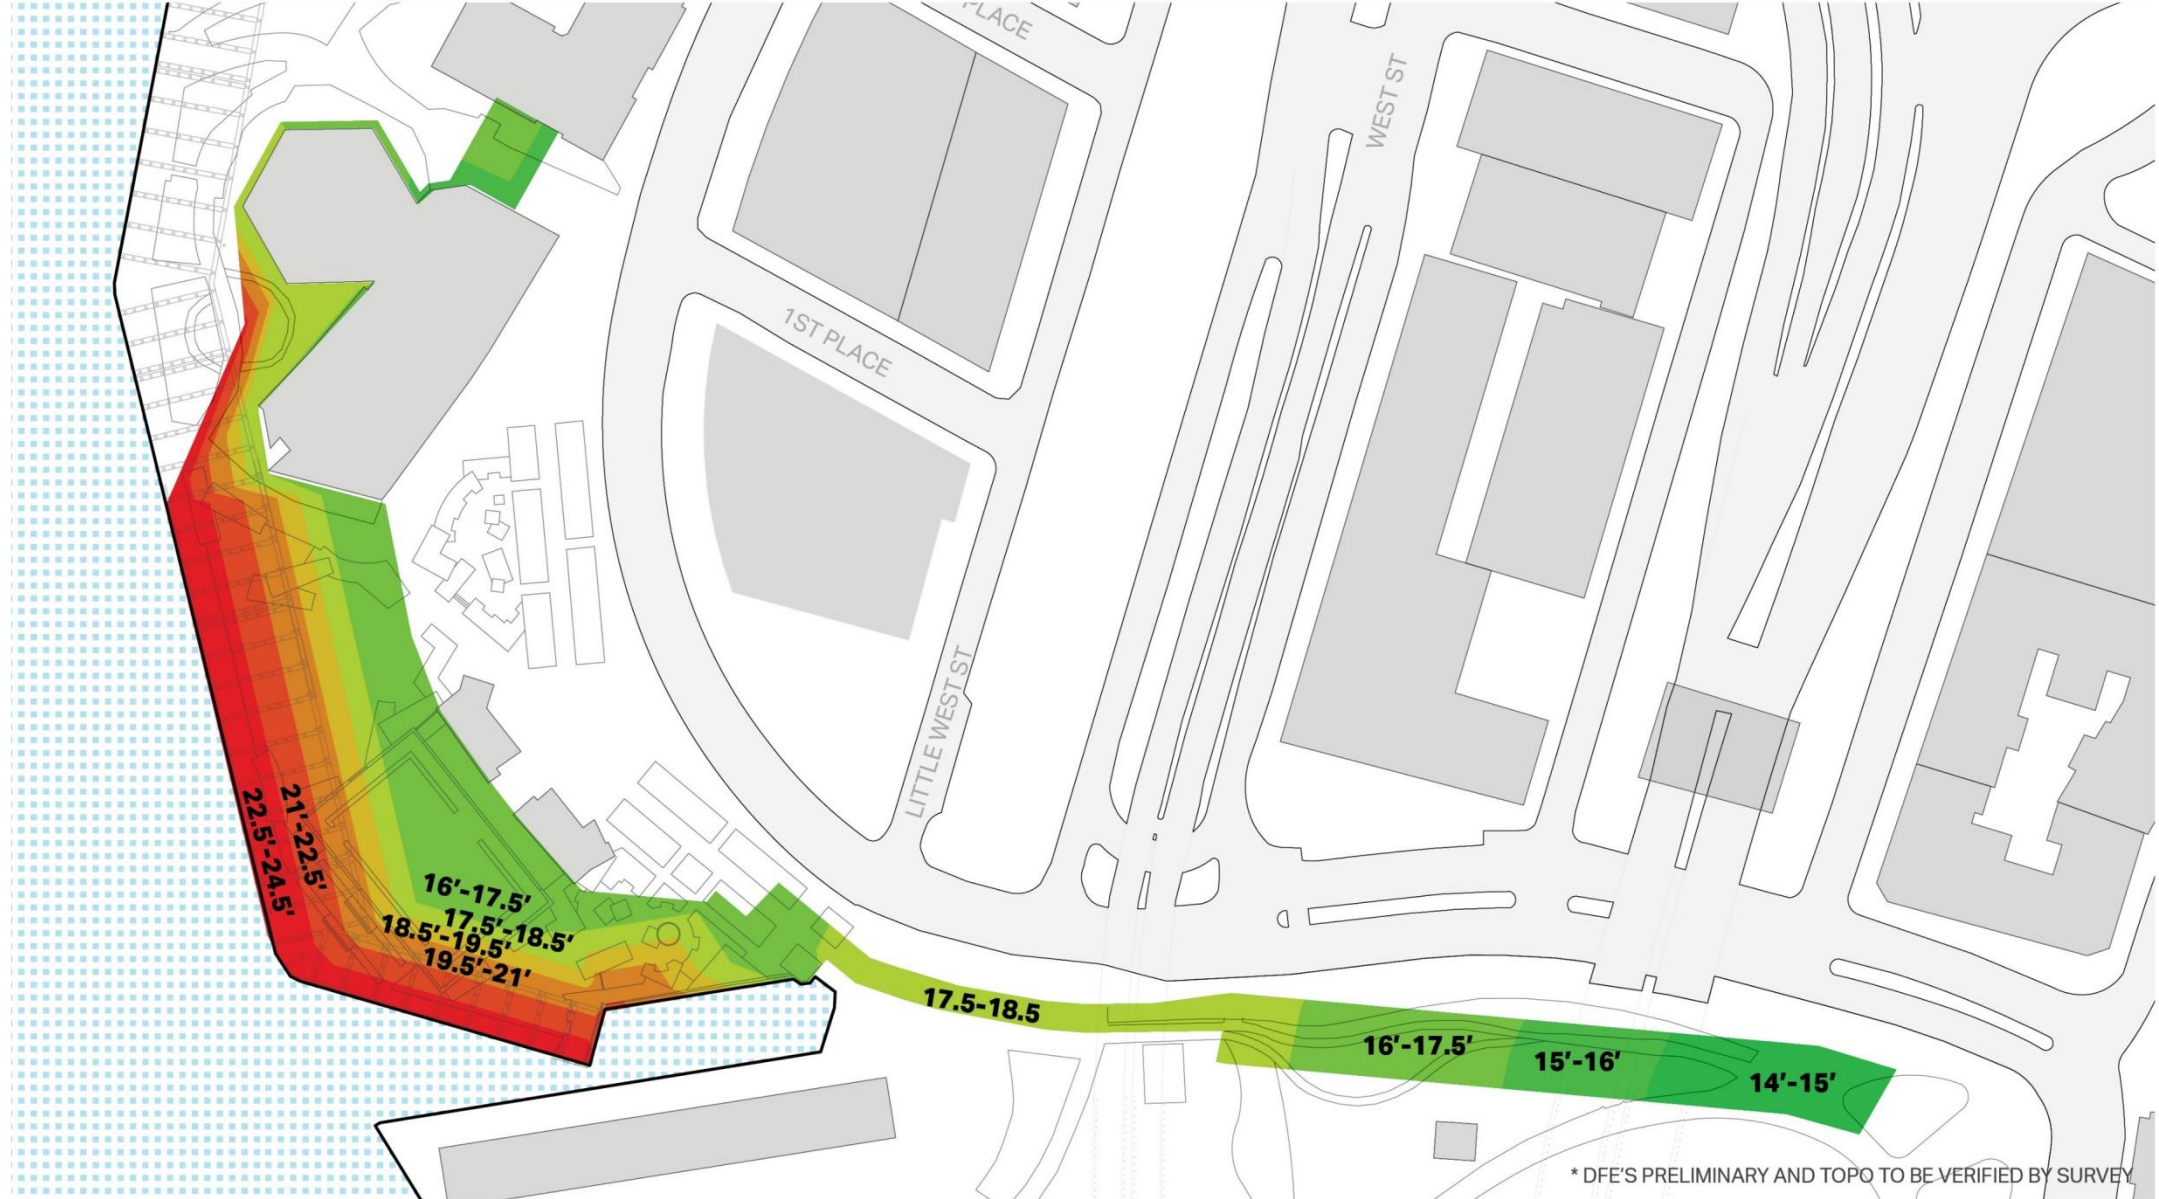 PLACE
WEST ST
1ST PLACE
LITTLE WEST ST
22.5'-24.5'
21'-22.5'
16'-17.5'
17.5'-18.5'
18.5'-19.5'
19.5'-21'
17.5-18.5
16'-17.5'
15'-16'
14'-15'
* DFE'S PRELIMINARY AND TOPO TO BE VERIFIED BY SURVEY